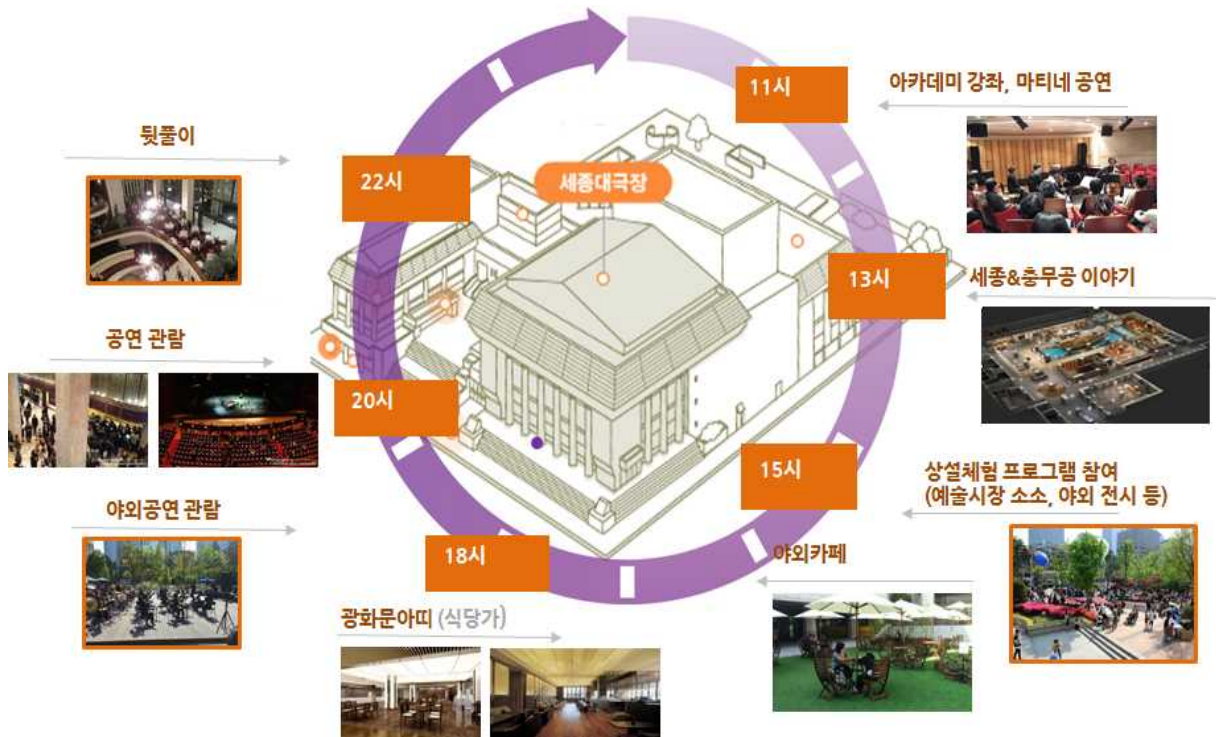 11시
아카데미 강좌, 마티네 공연
뒷풀이
22시
세종대극장
13시
세종&충무공 이야기
공연 관람
20시
15시
상설체험 프로그램 참여
(예술시장 소소, 야외 전시 등)
야외공연 관람
18시
야외카페
광화문아띠 (식당가)